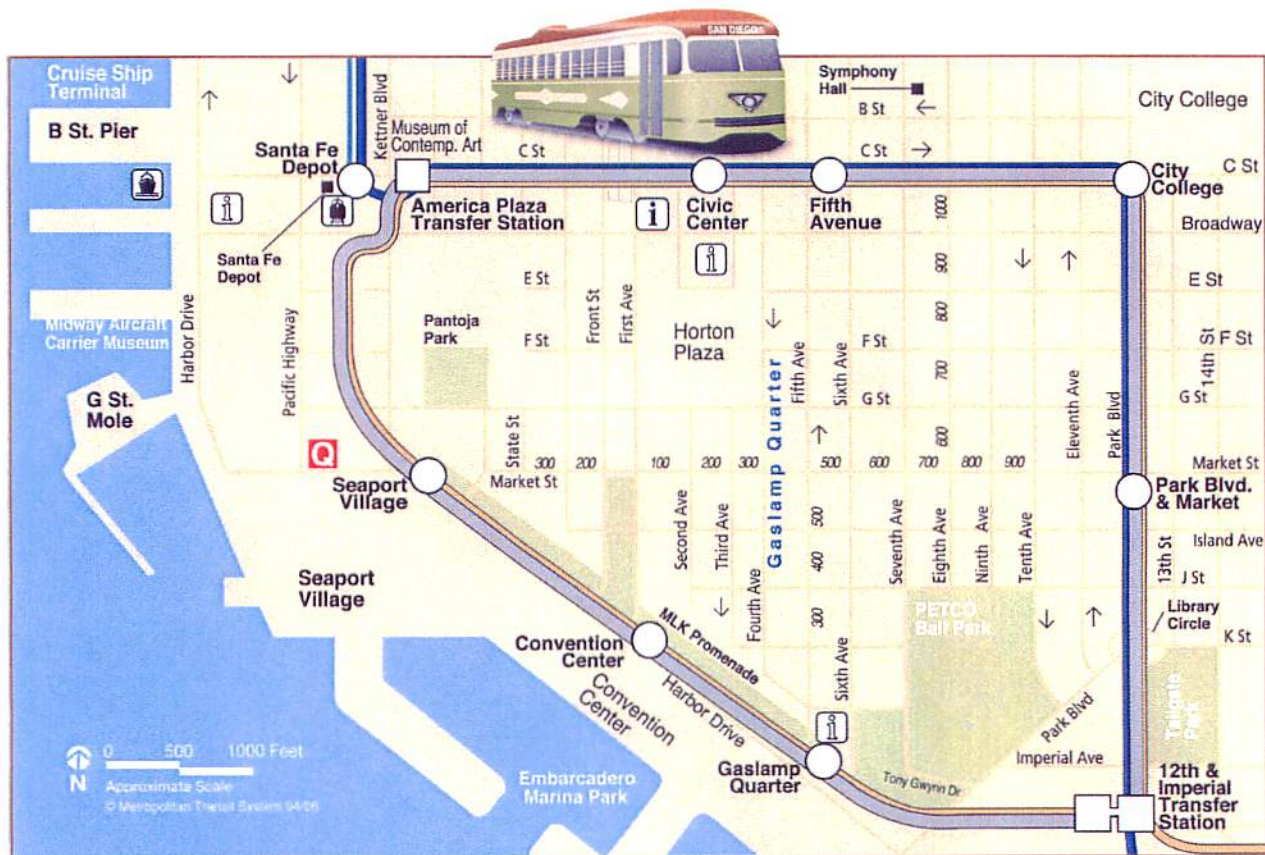 SAN DIEGO
Cruise Ship
Terminal
B St. Pier
Kettner Blvd
Museum of
Contemp. Art
Symphony
Hall
B St
City College
Santa Fe
Depot
C St
C St
C St
City
College
America Plaza
Transfer Station
Civic
Center
Fifth
Avenue
i
i
i
Santa Fe
Depot
Broadway
1000
900
800
700
600
E St
E St
Midway Aircraft
Carrier Museum
Harbor Drive
Pacific Highway
Pantoja
Park
F St
Front St
First Ave
Horton
Plaza
Gaslamp Quarter
Fifth Ave
Sixth Ave
F St
F St
14th St
G St
G St
Eleventh Ave
Park Blvd
G St.
Mole
Q
State St
300
200
100
200
300
500
600
700
800
900
Market St
Market St
Seaport
Village
Park Blvd.
& Market
Second Ave
Third Ave
Fourth Ave
500
400
300
Seventh Ave
Eighth Ave
Ninth Ave
Tenth Ave
Island Ave
13th St
J St
Seaport
Village
PETCO
Ball Park
Library
Circle
K St
MLK Promenade
Convention
Center
Convention
Center
Harbor Drive
Sixth Ave
i
Park Blvd
Tailgate
Park
Imperial Ave
0 500 1000 Feet
N
Approximate Scale
© Metropolitan Transit System 04/06
Embarcadero
Marina Park
Gaslamp
Quarter
Tony Gwynn Dr
12th &
Imperial
Transfer
Station